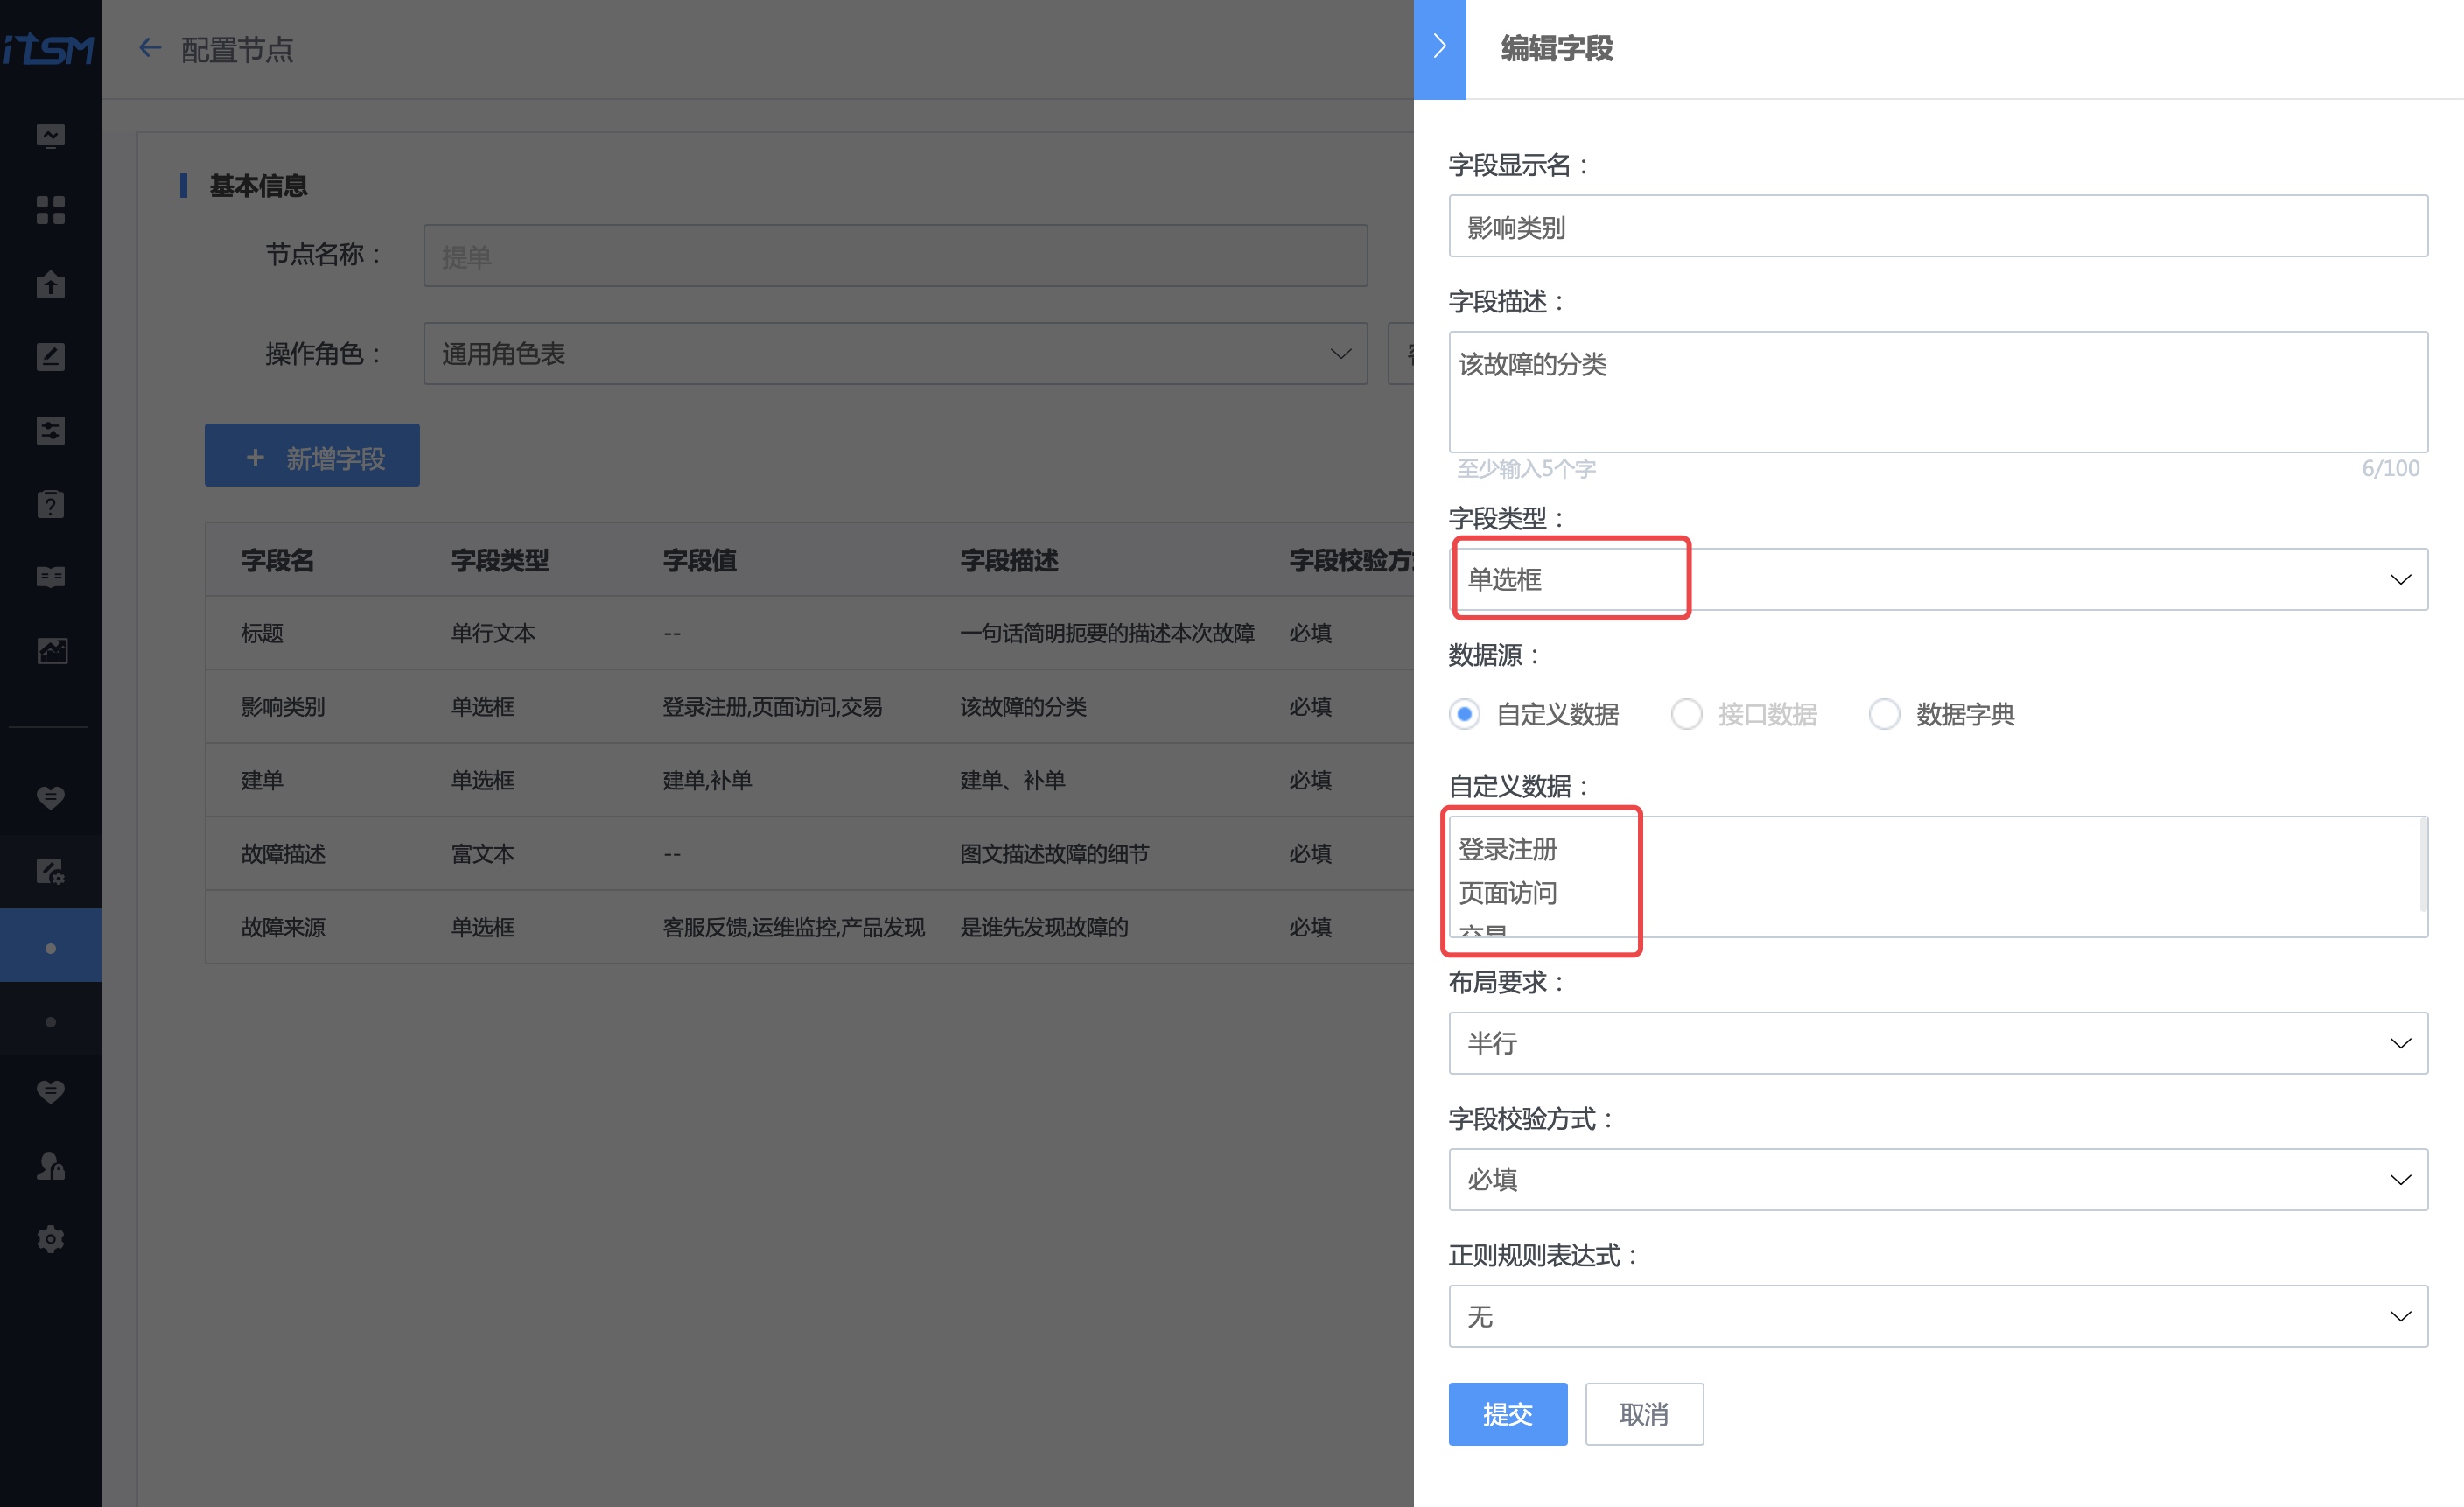 iTSM
配置节点
基本信息
节点名称：
提单
操作角色：
通用角色表
+ 新增字段
字段名 字段类型 字段值 字段描述 字段校验方
标题 单行文本 -- 一句话简明扼要的描述本次故障 必填
影响类别 单选框 登录注册,页面访问,交易 该故障的分类 必填
建单 单选框 建单,补单 建单、补单 必填
故障描述 富文本 -- 图文描述故障的细节 必填
故障来源 单选框 客服反馈,运维监控,产品发现 是谁先发现故障的 必填
编辑字段
字段显示名：
影响类别
字段描述：
该故障的分类
至少输入5个字 6/100
字段类型：
单选框
数据源：
自定义数据 接口数据 数据字典
自定义数据：
登录注册
页面访问
交易
布局要求：
半行
字段校验方式：
必填
正则规则表达式：
无
提交 取消